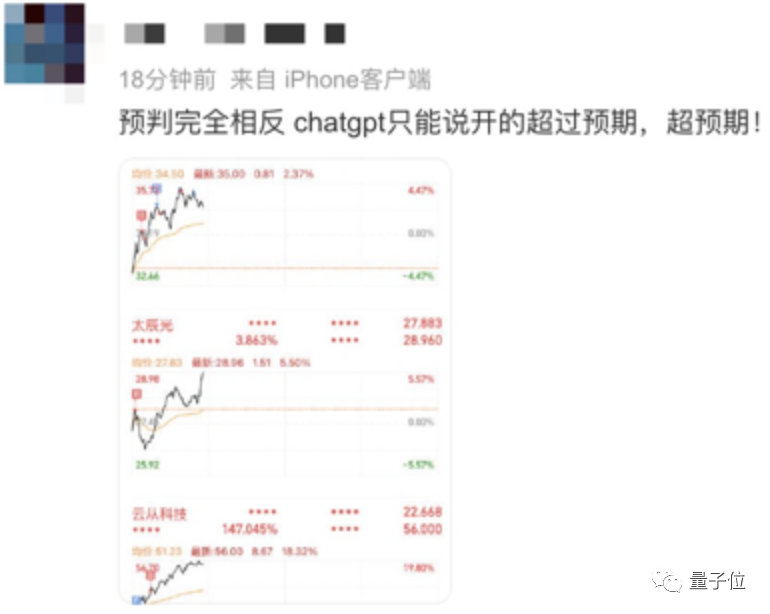 18分钟前 来自 iPhone客户端
预判完全相反 chatgpt只能说开的超过预期，超预期！
均价:34.50 最新:35.00 0.81 2.37%
4.47%
0.00%
32.66 -4.47%
太辰光 **** **** 27.883
**** 3.863% **** 28.960
均价:27.83 最新:28.96 1.51 5.50%
28.98 5.57%
0.00%
25.92 -5.57%
云从科技 **** **** 22.668
**** 147.045% **** 56.000
均价:51.23 最新:56.00 8.67 18.32%
19.80%
量子位